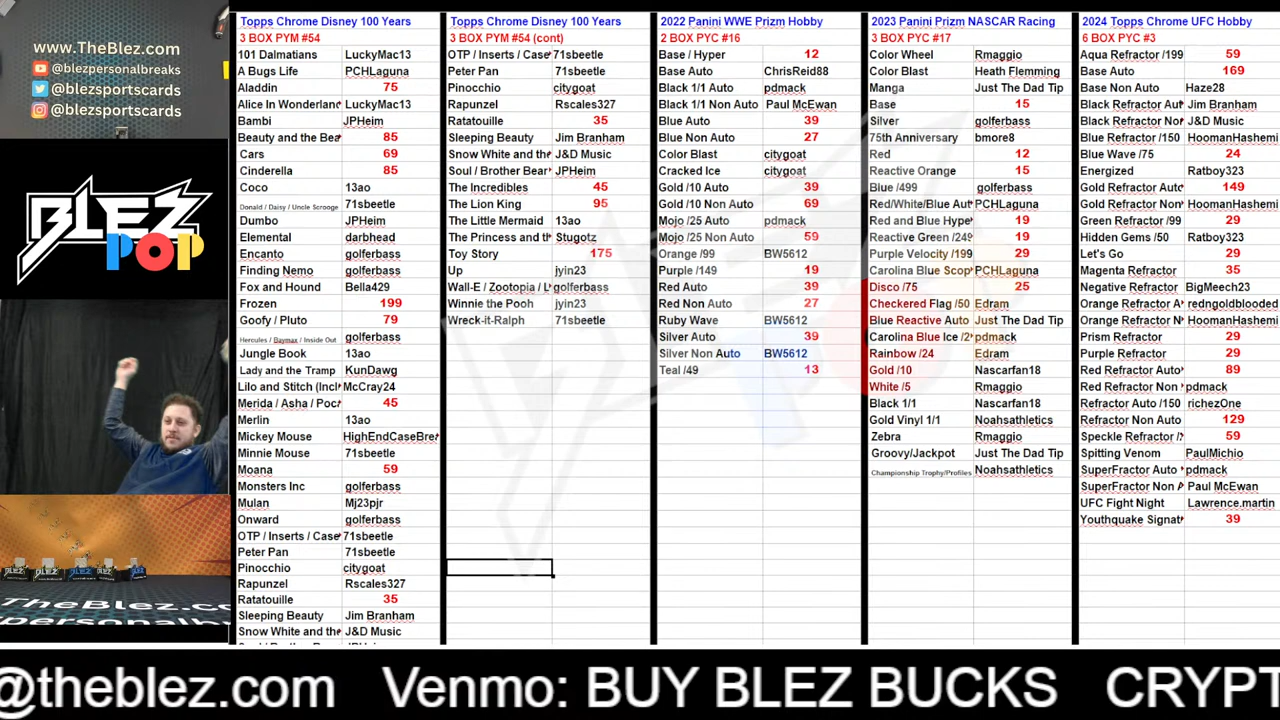 www.TheBlez.com
@blezpersonalbreaks
@blezsportscards
BLEZ
POP
TheBlez.co
Topps Chrome Disney 100 Years
3 BOX PYM #54
101 Dalmatians LuckyMac13
A Bugs Life PCHLaguna
Aladdin 75
Alice In Wonderlan LuckyMac13
Bambi JPHeim
Beauty and the Bea 85
Cars 69
Cinderella 85
Coco 13ao
Donald / Daisy / Uncle Scrooge 71sbeetle
Dumbo JPHeim
Elemental darbhead
Encanto golferbass
Finding Nemo golferbass
Fox and Hound Bella429
Frozen 199
Goofy / Pluto 79
Hercules / Baymax / Inside Out golferbass
Jungle Book 13ao
Lady and the Tramp KunDawg
Lilo and Stitch (Incl McCray24
Merida / Asha / Poca 45
Merlin 13ao
Mickey Mouse HighEndCaseBre
Minnie Mouse 71sbeetle
Moana 59
Monsters Inc golferbass
Mulan Mj23pjr
Onward golferbass
OTP / Inserts / Case 71sbeetle
Peter Pan 71sbeetle
Pinocchio citygoat
Rapunzel Rscales327
Ratatouille 35
Sleeping Beauty Jim Branham
Snow White and the J&D Music
Topps Chrome Disney 100 Years
3 BOX PYM #54 (cont)
OTP / Inserts / Case 71sbeetle
Peter Pan 71sbeetle
Pinocchio citygoat
Rapunzel Rscales327
Ratatouille 35
Sleeping Beauty Jim Branham
Snow White and the J&D Music
Soul / Brother Bear JPHeim
The Incredibles 45
The Lion King 95
The Little Mermaid 13ao
The Princess and th Stugotz
Toy Story 175
Up jyin23
Wall-E / Zootopia / golferbass
Winnie the Pooh jyin23
Wreck-it-Ralph 71sbeetle
2022 Panini WWE Prizm Hobby
2 BOX PYC #16
Base / Hyper 12
Base Auto ChrisReid88
Black 1/1 Auto pdmack
Black 1/1 Non Auto Paul McEwan
Blue Auto 39
Blue Non Auto 27
Color Blast citygoat
Cracked Ice citygoat
Gold /10 Auto 39
Gold /10 Non Auto 69
Mojo /25 Auto pdmack
Mojo /25 Non Auto 59
Orange /99 BW5612
Purple /149 19
Red Auto 39
Red Non Auto 27
Ruby Wave BW5612
Silver Auto 39
Silver Non Auto BW5612
Teal /49 13
2023 Panini Prizm NASCAR Racing
3 BOX PYC #17
Color Wheel Rmaggio
Color Blast Heath Flemming
Manga Just The Dad Tip
Base 15
Silver golferbass
75th Anniversary bmore8
Red 12
Reactive Orange 15
Blue /499 golferbass
Red/White/Blue Aut PCHLaguna
Red and Blue Hype 19
Reactive Green /249 19
Purple Velocity /199 29
Carolina Blue Scop PCHLaguna
Disco /75 25
Checkered Flag /50 Edram
Blue Reactive Auto Just The Dad Tip
Carolina Blue Ice /2 pdmack
Rainbow /24 Edram
Gold /10 Nascarfan18
White /5 Rmaggio
Black 1/1 Nascarfan18
Gold Vinyl 1/1 Noahsathletics
Zebra Rmaggio
Groovy/Jackpot Just The Dad Tip
Championship Trophy/Profiles Noahsathletics
2024 Topps Chrome UFC Hobby
6 BOX PYC #3
Aqua Refractor /199 59
Base Auto 169
Base Non Auto Haze28
Black Refractor Aut Jim Branham
Black Refractor Non J&D Music
Blue Refractor /150 HoomanHashemi
Blue Wave /75 24
Energized Ratboy323
Gold Refractor Auto 149
Gold Refractor Non HoomanHashemi
Green Refractor /99 29
Hidden Gems /50 Ratboy323
Let's Go 29
Magenta Refractor 35
Negative Refractor BigMeech23
Orange Refractor A redngoldblooded
Orange Refractor N HoomanHashemi
Prism Refractor 29
Purple Refractor 29
Red Refractor Auto 89
Red Refractor Non pdmack
Refractor Auto /150 richezOne
Refractor Non Auto 129
Speckle Refractor /2 59
Spitting Venom PaulMichio
SuperFractor Auto pdmack
SuperFractor Non A Paul McEwan
UFC Fight Night Lawrence.martin
Youthquake Signat 39
@theblez.com Venmo: BUY BLEZ BUCKS CRYPT